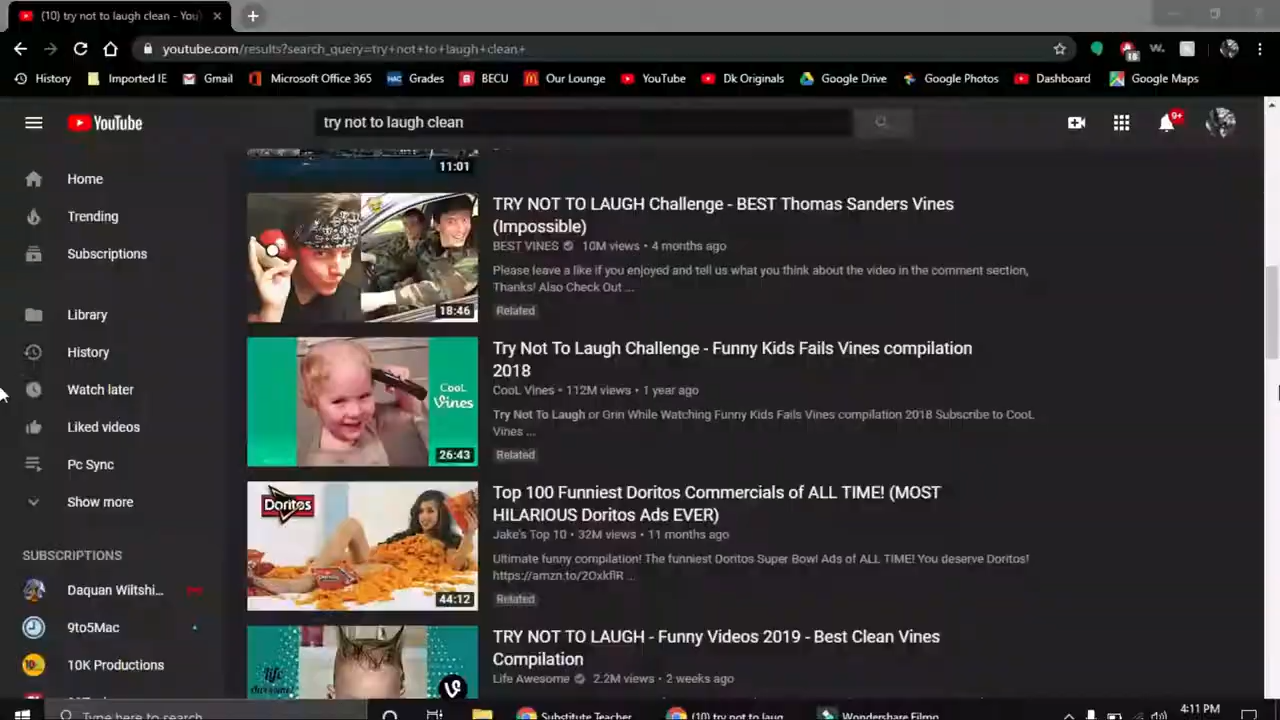 (10) try not to laugh clean - You
youtube.com/results?search_query=try+not+to+laugh+clean+
18
History Imported IE Gmail Microsoft Office 365 HAC Grades BECU Our Lounge YouTube Dk Originals Google Drive Google Photos Dashboard Google Maps
YouTube
try not to laugh clean
9+
Home
Trending
Subscriptions
Library
History
Watch later
Liked videos
Pc Sync
Show more
SUBSCRIPTIONS
Daquan Wiltshi...
9to5Mac
10K Productions
11:01
18:46
TRY NOT TO LAUGH Challenge - BEST Thomas Sanders Vines
(Impossible)
BEST VINES 10M views • 4 months ago
Please leave a like if you enjoyed and tell us what you think about the video in the comment section,
Thanks! Also Check Out ...
Related
CooL
Vines
26:43
Try Not To Laugh Challenge - Funny Kids Fails Vines compilation
2018
CooL Vines • 112M views • 1 year ago
Try Not To Laugh or Grin While Watching Funny Kids Fails Vines compilation 2018 Subscribe to CooL
Vines ...
Related
Doritos
44:12
Top 100 Funniest Doritos Commercials of ALL TIME! (MOST
HILARIOUS Doritos Ads EVER)
Jake's Top 10 • 32M views • 11 months ago
Ultimate funny compilation! The funniest Doritos Super Bowl Ads of ALL TIME! You deserve Doritos!
https://amzn.to/2OxkflR ...
Related
life
Awesome
TRY NOT TO LAUGH - Funny Videos 2019 - Best Clean Vines
Compilation
Life Awesome 2.2M views • 2 weeks ago
Type here to search
Substitute Teacher
(10) try not to laug
Wondershare Filmo
4:11 PM